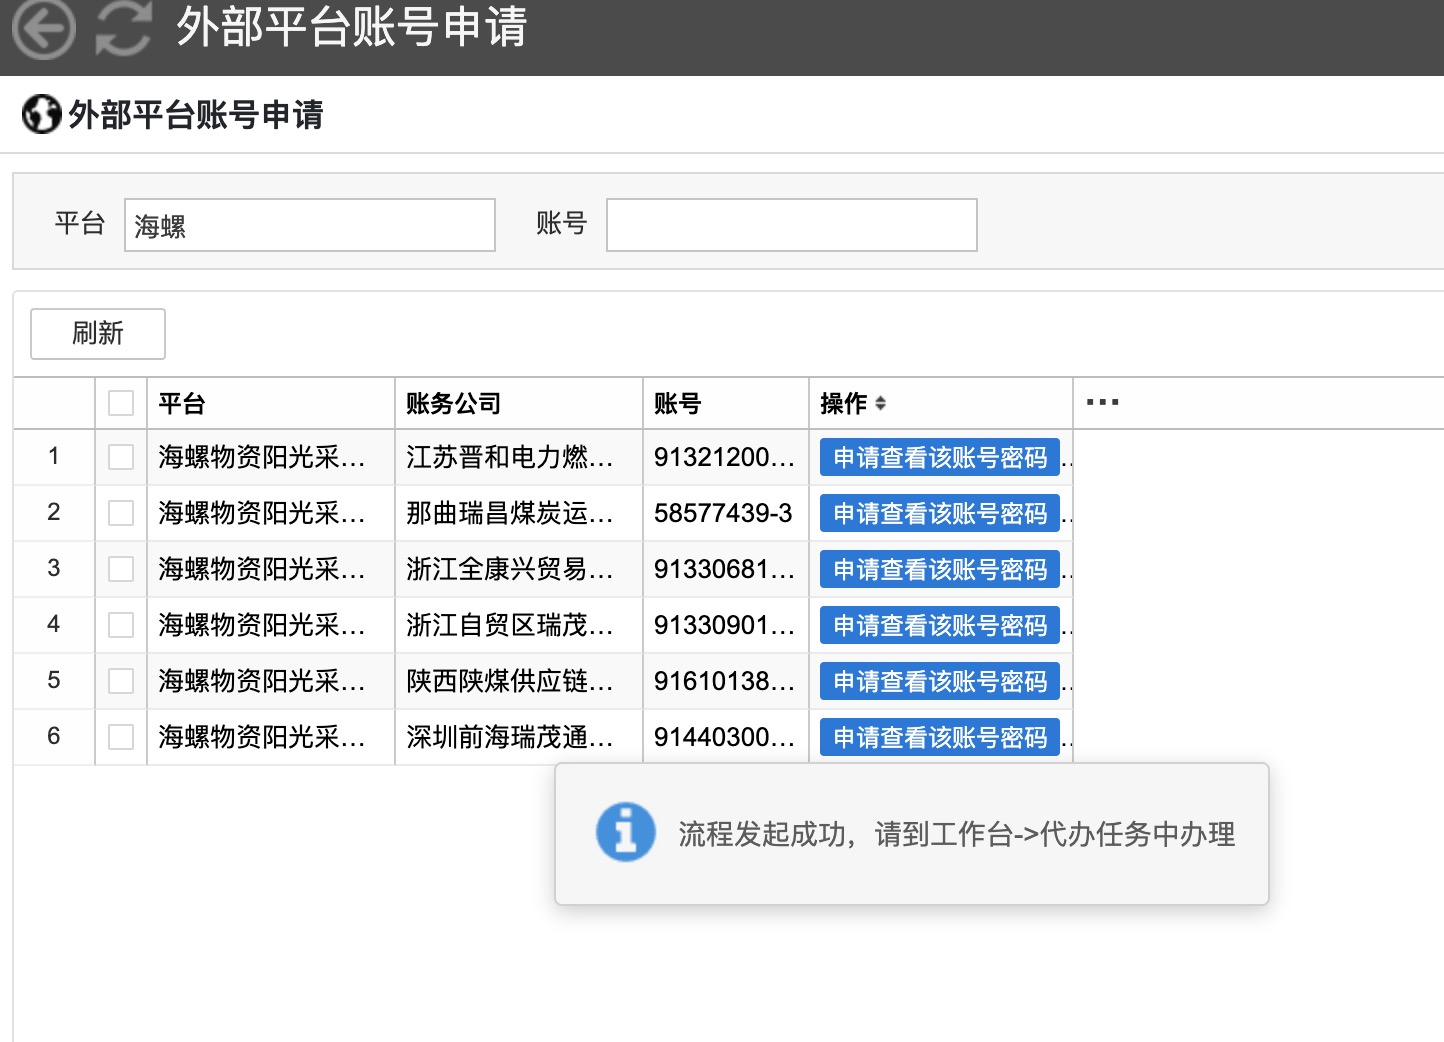 外部平台账号申请
外部平台账号申请
平台 海螺 账号
刷新
平台 账务公司 账号 操作 ...
1 海螺物资阳光采... 江苏晋和电力燃... 91321200... 申请查看该账号密码 ..
2 海螺物资阳光采... 那曲瑞昌煤炭运... 58577439-3 申请查看该账号密码 ..
3 海螺物资阳光采... 浙江全康兴贸易... 91330681... 申请查看该账号密码 ..
4 海螺物资阳光采... 浙江自贸区瑞茂... 91330901... 申请查看该账号密码 ..
5 海螺物资阳光采... 陕西陕煤供应链... 91610138... 申请查看该账号密码 ..
6 海螺物资阳光采... 深圳前海瑞茂通... 91440300... 申请查看该账号密码 ..
流程发起成功，请到工作台->代办任务中办理